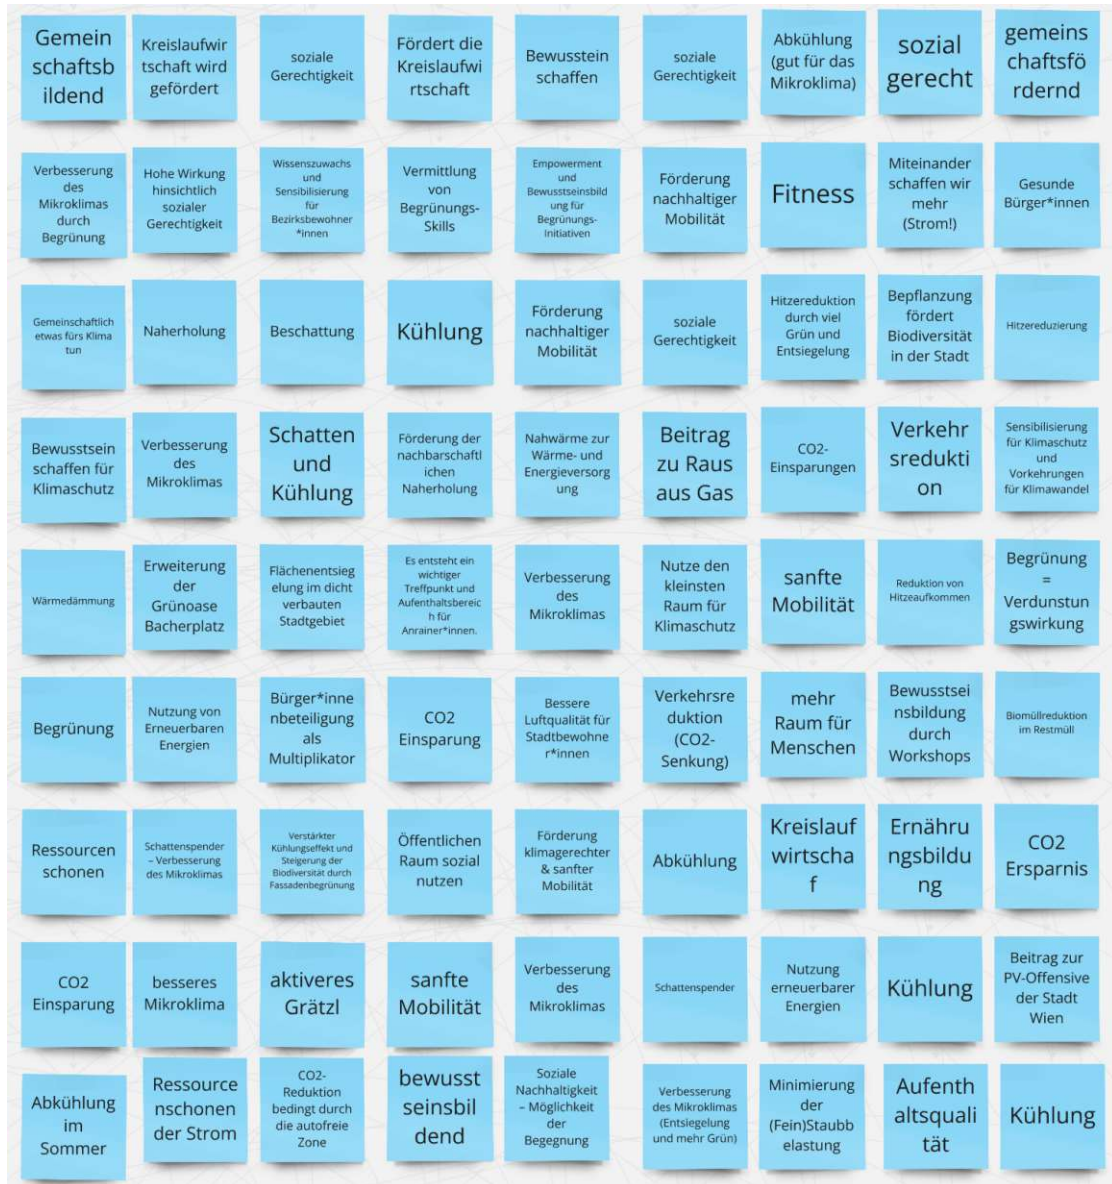 Gemein
schaftsb
ildend
Kreislaufwir
tschaft wird
gefördert
soziale
Gerechtigkeit
Fördert die
Kreislaufwi
rtschaft
Bewusstein
schaffen
soziale
Gerechtigkeit
Abkühlung
(gut für das
Mikroklima)
sozial
gerecht
gemeins
chaftsfö
rdernd
Verbesserung
des
Mikroklimas
durch
Begrünung
Hohe Wirkung
hinsichtlich
sozialer
Gerechtigkeit
Wissenszuwachs
und
Sensibilisierung
für
Bezirksbewohner
*innen
Vermittlung
von
Begrünungs-
Skills
Empowerment
und
Bewusstseinsbild
ung für
Begrünungs-
Initiativen
Förderung
nachhaltiger
Mobilität
Fitness
Miteinander
schaffen wir
mehr
(Strom!)
Gesunde
Bürger*innen
Gemeinschaftlich
etwas fürs Klima
tun
Naherholung
Beschattung
Kühlung
Förderung
nachhaltiger
Mobilität
soziale
Gerechtigkeit
Hitzereduktion
durch viel
Grün und
Entsiegelung
Bepflanzung
fördert
Biodiversität
in der Stadt
Hitzereduzierung
Bewusstsein
schaffen für
Klimaschutz
Verbesserung
des
Mikroklimas
Schatten
und
Kühlung
Förderung der
nachbarschaftl
ichen
Naherholung
Nahwärme zur
Wärme- und
Energieversorg
ung
Beitrag
zu Raus
aus Gas
CO2-
Einsparungen
Verkehr
sredukti
on
Sensibilisierung
für Klimaschutz
und
Vorkehrungen
für Klimawandel
Wärmedämmung
Erweiterung
der
Grünoase
Bacherplatz
Flächenentsieg
elung im dicht
verbauten
Stadtgebiet
Es entsteht ein
wichtiger
Treffpunkt und
Aufenthaltsbereic
h für
Anrainer*innen.
Verbesserung
des
Mikroklimas
Nutze den
kleinsten
Raum für
Klimaschutz
sanfte
Mobilität
Reduktion von
Hitzeaufkommen
Begrünung
=
Verdunstun
gswirkung
Begrünung
Nutzung von
Erneuerbaren
Energien
Bürger*inne
nbeteiligung
als
Multiplikator
CO2
Einsparung
Bessere
Luftqualität für
Stadtbewohne
r*innen
Verkehrsre
duktion
(CO2-
Senkung)
mehr
Raum für
Menschen
Bewusstsei
nsbildung
durch
Workshops
Biomüllreduktion
im Restmüll
Ressourcen
schonen
Schattenspender
– Verbesserung
des Mikroklimas
Verstärkter
Kühlungseffekt und
Steigerung der
Biodiversität durch
Fassadenbegrünung
Öffentlichen
Raum sozial
nutzen
Förderung
klimagerechter
& sanfter
Mobilität
Abkühlung
Kreislauf
wirtscha
f
Ernähru
ngsbildu
ng
CO2
Ersparnis
CO2
Einsparung
besseres
Mikroklima
aktiveres
Grätzl
sanfte
Mobilität
Verbesserung
des
Mikroklimas
Schattenspender
Nutzung
erneuerbarer
Energien
Kühlung
Beitrag zur
PV-Offensive
der Stadt
Wien
Abkühlung
im
Sommer
Ressource
nschonen
der Strom
CO2-
Reduktion
bedingt durch
die autofreie
Zone
bewusst
seinsbil
dend
Soziale
Nachhaltigkeit
– Möglichkeit
der
Begegnung
Verbesserung
des Mikroklimas
(Entsiegelung
und mehr Grün)
Minimierung
der
(Fein)Staubb
elastung
Aufenth
altsquali
tät
Kühlung